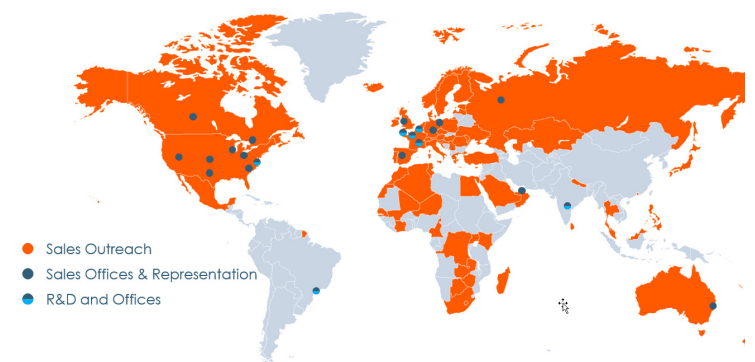 Sales Outreach
Sales Offices & Representation
R&D and Offices